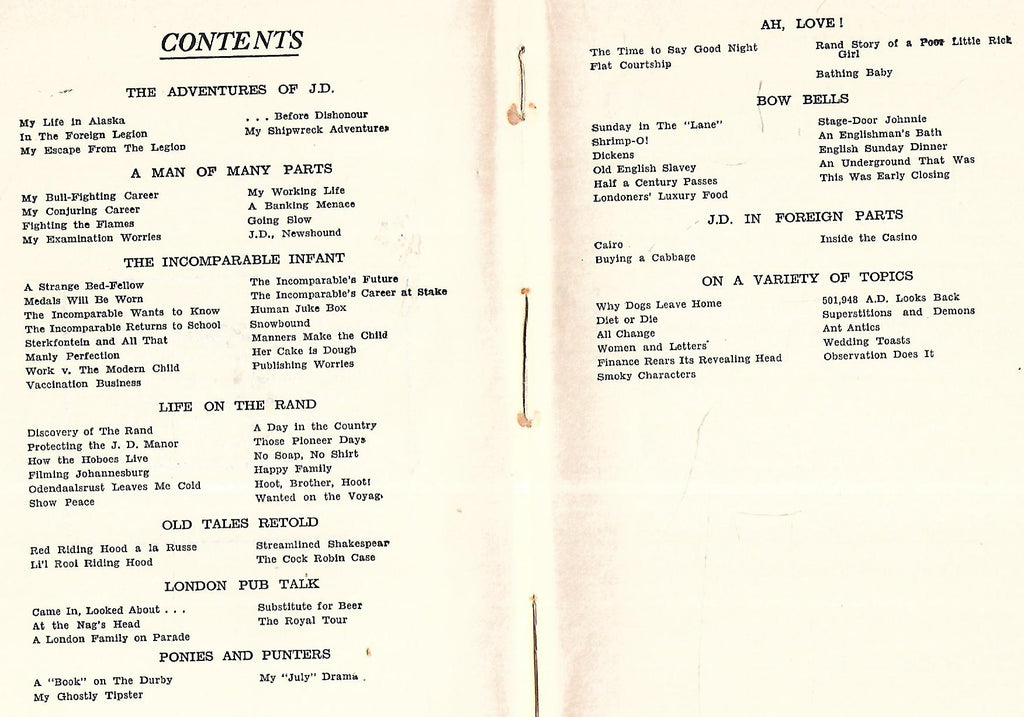 CONTENTS
THE ADVENTURES OF J.D.
My Life in Alaska
In The Foreign Legion
My Escape From The Legion
. . . Before Dishonour
My Shipwreck Adventures
A MAN OF MANY PARTS
My Bull-Fighting Career
My Conjuring Career
Fighting the Flames
My Examination Worries
My Working Life
A Banking Menace
Going Slow
J.D., Newshound
THE INCOMPARABLE INFANT
A Strange Bed-Fellow
Medals Will Be Worn
The Incomparable Wants to Know
The Incomparable Returns to School
Sterkfontein and All That
Manly Perfection
Work v. The Modern Child
Vaccination Business
The Incomparable's Future
The Incomparable's Career at Stake
Human Juke Box
Snowbound
Manners Make the Child
Her Cake is Dough
Publishing Worries
LIFE ON THE RAND
Discovery of The Rand
Protecting the J. D. Manor
How the Hoboes Live
Filming Johannesburg
Odendaalsrust Leaves Me Cold
Show Peace
A Day in the Country
Those Pioneer Days
No Soap, No Shirt
Happy Family
Hoot, Brother, Hoot!
Wanted on the Voyag
OLD TALES RETOLD
Red Riding Hood a la Russe
Li'l Rooi Riding Hood
Streamlined Shakespear
The Cock Robin Case
LONDON PUB TALK
Came In, Looked About . . .
At the Nag's Head
A London Family on Parade
Substitute for Beer
The Royal Tour
PONIES AND PUNTERS
A "Book" on The Durby
My Ghostly Tipster
My "July" Drama .
AH, LOVE !
The Time to Say Good Night
Flat Courtship
Rand Story of a Poor Little Rich
Girl
Bathing Baby
BOW BELLS
Sunday in The "Lane"
Shrimp-O!
Dickens
Old English Slavey
Half a Century Passes
Londoners' Luxury Food
Stage-Door Johnnie
An Englishman's Bath
English Sunday Dinner
An Underground That Was
This Was Early Closing
J.D. IN FOREIGN PARTS
Cairo
Buying a Cabbage
Inside the Casino
ON A VARIETY OF TOPICS
Why Dogs Leave Home
Diet or Die
All Change
Women and Letters
Finance Rears Its Revealing Head
Smoky Characters
501,948 A.D. Looks Back
Superstitions and Demons
Ant Antics
Wedding Toasts
Observation Does It